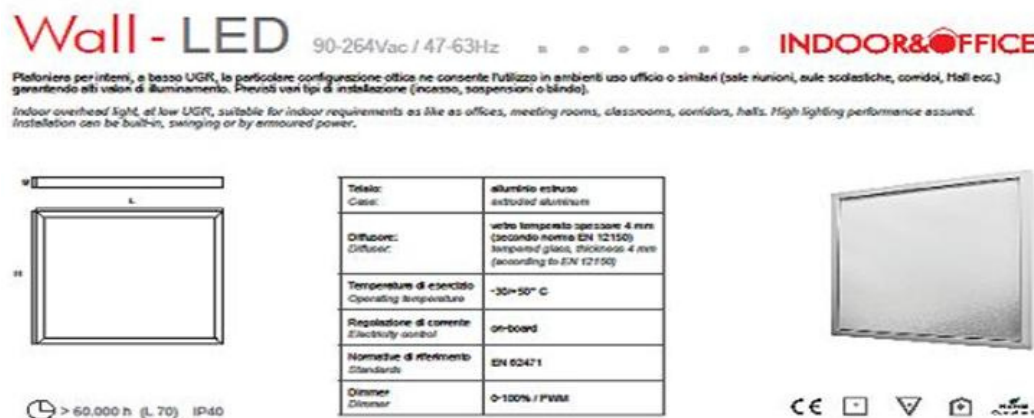 Wall - LED 90-264Vac / 47-63Hz INDOOR&OFFICE
Plafoniera per interni, a basso UGR, la particolare configurazione ottica ne consente l'utilizzo in ambienti uso ufficio o similari (sale riunioni, aule scolastiche, corridoi, Hall ecc.)
garantendo alti valori di illuminamento. Previsti vari tipi di installazione (incasso, sospensioni o blindo).
Indoor overhead light, at low UGR, suitable for indoor requirements as like as offices, meeting rooms, classrooms, corridors, halls. High lighting performance assured.
Installation can be built-in, swinging or by armoured power.
L
H
Telaio: alluminio estruso
Case: extruded aluminum
Diffusore: vetro temperato spessore 4 mm
(secondo norma EN 12150)
Diffuser: tempered glass, thickness 4 mm
(according to EN 12150)
Temperatura di esercizio -30/+50° C
Operating temperature
Regolazione di corrente on-board
Electricity control
Normative di riferimento EN 62471
Standards
Dimmer 0-100% / PWM
Dimmer
> 60.000 h (L 70) IP40
CE